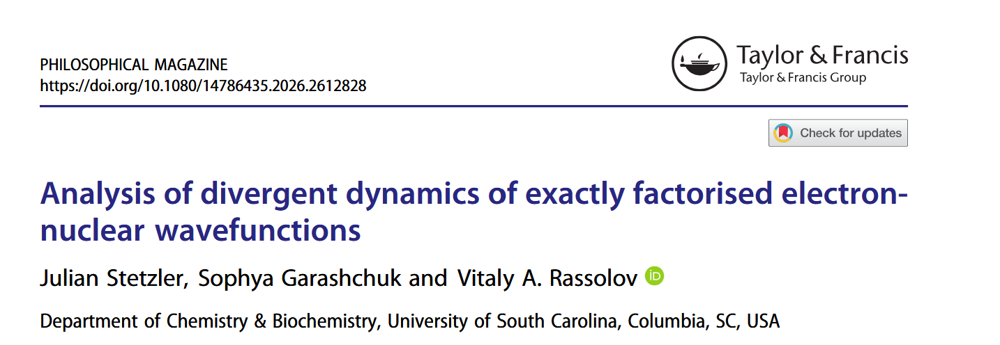 PHILOSOPHICAL MAGAZINE
https://doi.org/10.1080/14786435.2026.2612828
Taylor & Francis
Taylor & Francis Group
Check for updates
Analysis of divergent dynamics of exactly factorised electron-
nuclear wavefunctions
Julian Stetzler, Sophya Garashchuk and Vitaly A. Rassolov iD
Department of Chemistry & Biochemistry, University of South Carolina, Columbia, SC, USA